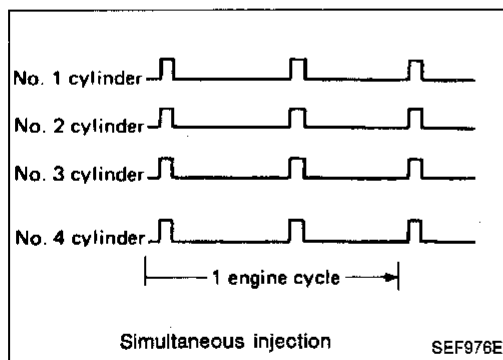 No. 1 cylinder
No. 2 cylinder
No. 3 cylinder
No. 4 cylinder
1 engine cycle
Simultaneous injection
SEF976E